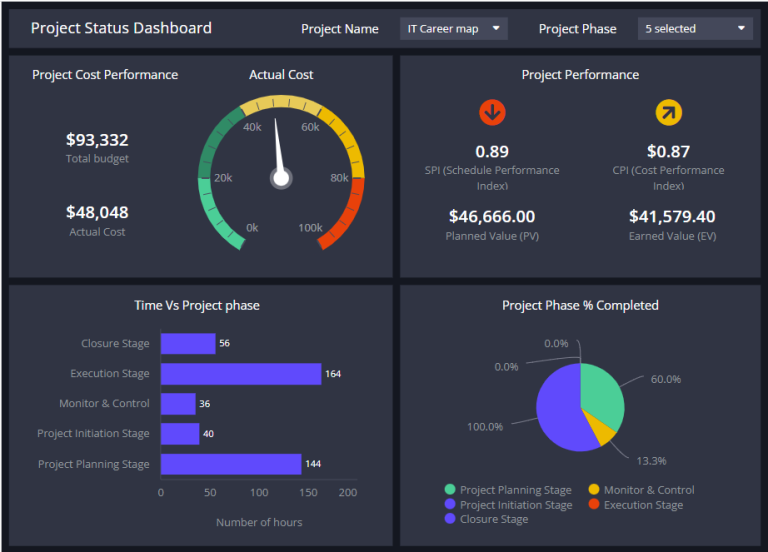 Project Status Dashboard
Project Name
IT Career map
Project Phase
5 selected
Project Cost Performance
$93,332
Total budget
$48,048
Actual Cost
Actual Cost
0k
20k
40k
60k
80k
100k
Project Performance
0.89
SPI (Schedule Performance
Index)
$0.87
CPI (Cost Performance
Index)
$46,666.00
Planned Value (PV)
$41,579.40
Earned Value (EV)
Time Vs Project phase
Closure Stage
56
Execution Stage
164
Monitor & Control
36
Project Initiation Stage
40
Project Planning Stage
144
0 50 100 150 200
Number of hours
Project Phase % Completed
0.0%
0.0%
60.0%
100.0%
13.3%
Project Planning Stage
Monitor & Control
Project Initiation Stage
Execution Stage
Closure Stage